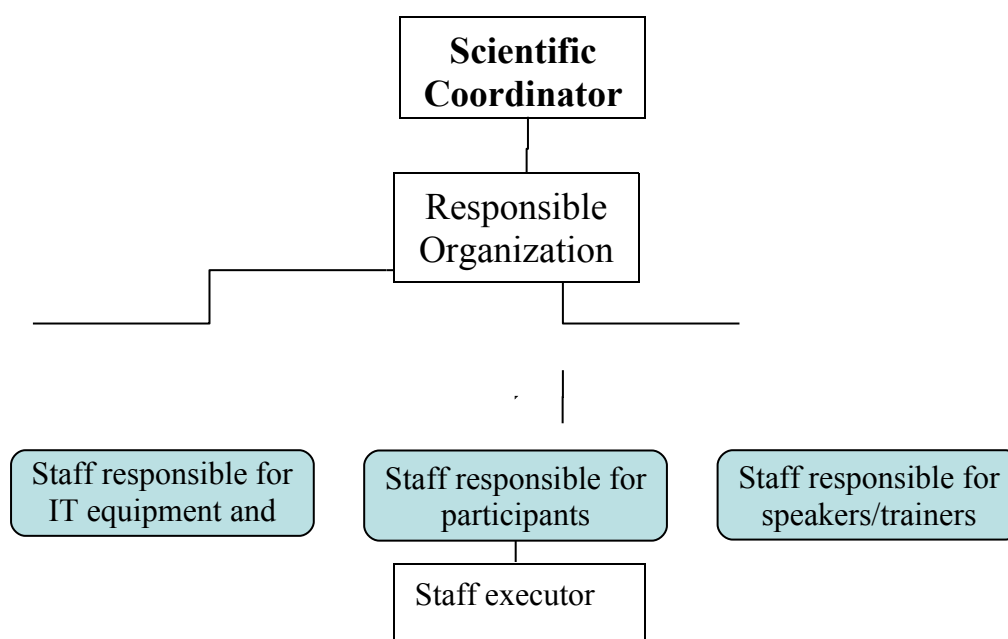 Scientific
Coordinator
Responsible
Organization
Staff responsible for
IT equipment and
Staff responsible for
participants
Staff responsible for
speakers/trainers
Staff executor